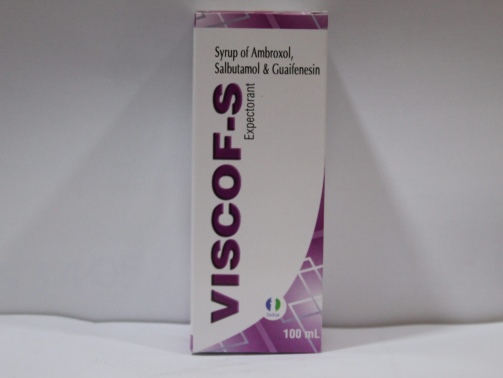 Syrup of Ambroxol,
Salbutamol & Guaifenesin
VISCOF-S
Expectorant
100 mL